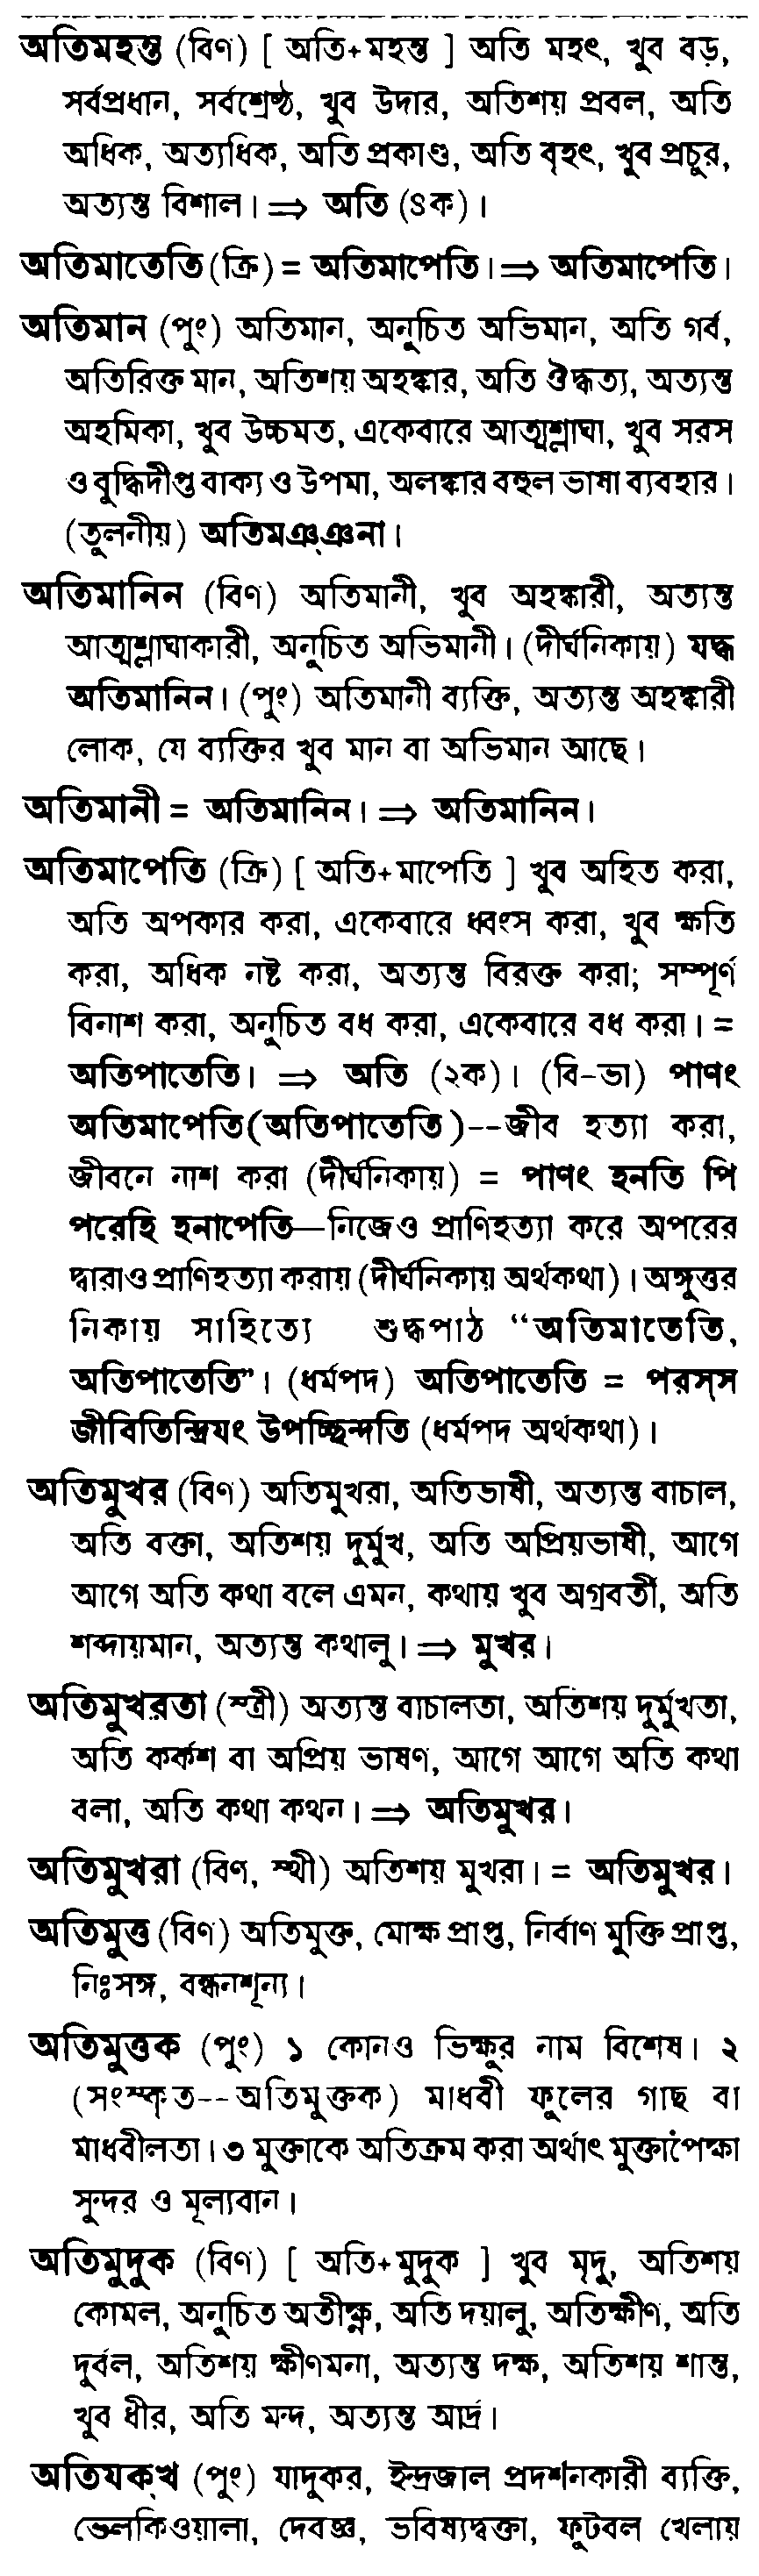 অতিমহন্ত (বিণ) [ অতি+মহন্ত ] অতি মহৎ, খুব বড়,
সর্বপ্রধান, সর্বশ্রেষ্ঠ, খুব উদার, অতিশয় প্রবল, অতি
অধিক, অত্যধিক, অতি প্রকাণ্ড, অতি বৃহৎ, খুব প্রচুর,
অত্যন্ত বিশাল। ⇒ অতি (১ক)।
অতিমাতেতি (ক্রি) = অতিমাপেতি। ⇒ অতিমাপেতি।
অতিমান (পুং) অতিমান, অনুচিত অভিমান, অতি গর্ব,
অতিরিক্ত মান, অতিশয় অহঙ্কার, অতি ঔদ্ধত্য, অত্যন্ত
অহমিকা, খুব উচ্চমত, একেবারে আত্মশ্লাঘা, খুব সরস
ও বুদ্ধিদীপ্ত বাক্য ও উপমা, অলঙ্কার বহুল ভাষা ব্যবহার।
(তুলনীয়) অতিমঞ্ঞনা।
অতিমানিন (বিণ) অতিমানী, খুব অহঙ্কারী, অত্যন্ত
আত্মশ্লাঘাকারী, অনুচিত অভিমানী। (দীর্ঘনিকায়) যদ্ধ
অতিমানিন। (পুং) অতিমানী ব্যক্তি, অত্যন্ত অহঙ্কারী
লোক, যে ব্যক্তির খুব মান বা অভিমান আছে।
অতিমানী = অতিমানিন। ⇒ অতিমানিন।
অতিমাপেতি (ক্রি) [ অতি+মাপেতি ] খুব অহিত করা,
অতি অপকার করা, একেবারে ধ্বংস করা, খুব ক্ষতি
করা, অধিক নষ্ট করা, অত্যন্ত বিরক্ত করা; সম্পূর্ণ
বিনাশ করা, অনুচিত বধ করা, একেবারে বধ করা। =
অতিপাতেতি। ⇒ অতি (২ক)। (বি-ভা) পাণং
অতিমাপেতি(অতিপাতেতি)--জীব হত্যা করা,
জীবনে নাশ করা (দীর্ঘনিকায়) = পাণং হনতি পি
পরেহি হনাপেতি—নিজেও প্রাণিহত্যা করে অপরের
দ্বারাও প্রাণিহত্যা করায় (দীর্ঘনিকায় অর্থকথা)। অঙ্গুত্তর
নিকায় সাহিত্যে শুদ্ধপাঠ “অতিমাতেতি,
অতিপাতেতি”। (ধর্মপদ) অতিপাতেতি = পরস্স
জীবিতিন্দ্রিযং উপচ্ছিন্দতি (ধর্মপদ অর্থকথা)।
অতিমুখর (বিণ) অতিমুখরা, অতিভাষী, অত্যন্ত বাচাল,
অতি বক্তা, অতিশয় দুর্মুখ, অতি অপ্রিয়ভাষী, আগে
আগে অতি কথা বলে এমন, কথায় খুব অগ্রবর্তী, অতি
শব্দায়মান, অত্যন্ত কথালু। ⇒ মুখর।
অতিমুখরতা (স্ত্রী) অত্যন্ত বাচালতা, অতিশয় দুর্মুখতা,
অতি কর্কশ বা অপ্রিয় ভাষণ, আগে আগে অতি কথা
বলা, অতি কথা কথন। ⇒ অতিমুখর।
অতিমুখরা (বিণ, স্থী) অতিশয় মুখরা। = অতিমুখর।
অতিমুত্ত (বিণ) অতিমুক্ত, মোক্ষ প্রাপ্ত, নির্বাণ মুক্তি প্রাপ্ত,
নিঃসঙ্গ, বন্ধনশূন্য।
অতিমুত্তক (পুং) ১ কোনও ভিক্ষুর নাম বিশেষ। ২
(সংস্কৃত--অতিমুক্তক) মাধবী ফুলের গাছ বা
মাধবীলতা। ৩ মুক্তাকে অতিক্রম করা অর্থাৎ মুক্তাপেক্ষা
সুন্দর ও মূল্যবান।
অতিমুদুক (বিণ) [ অতি+মুদুক ] খুব মৃদু, অতিশয়
কোমল, অনুচিত অতীক্ষ্ণ, অতি দয়ালু, অতিক্ষীণ, অতি
দুর্বল, অতিশয় ক্ষীণমনা, অত্যন্ত দক্ষ, অতিশয় শান্ত,
খুব ধীর, অতি মন্দ, অত্যন্ত আর্দ্র।
অতিযক্খ (পুং) যাদুকর, ইন্দ্রজাল প্রদর্শনকারী ব্যক্তি,
ভেলকিওয়ালা, দেবজ্ঞ, ভবিষ্যদ্বক্তা, ফুটবল খেলায়